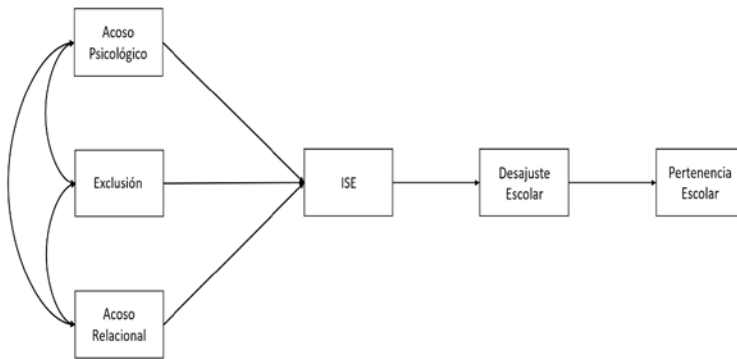 Acoso
Psicológico
Exclusión
ISE
Desajuste
Escolar
Pertenencia
Escolar
Acoso
Relacional